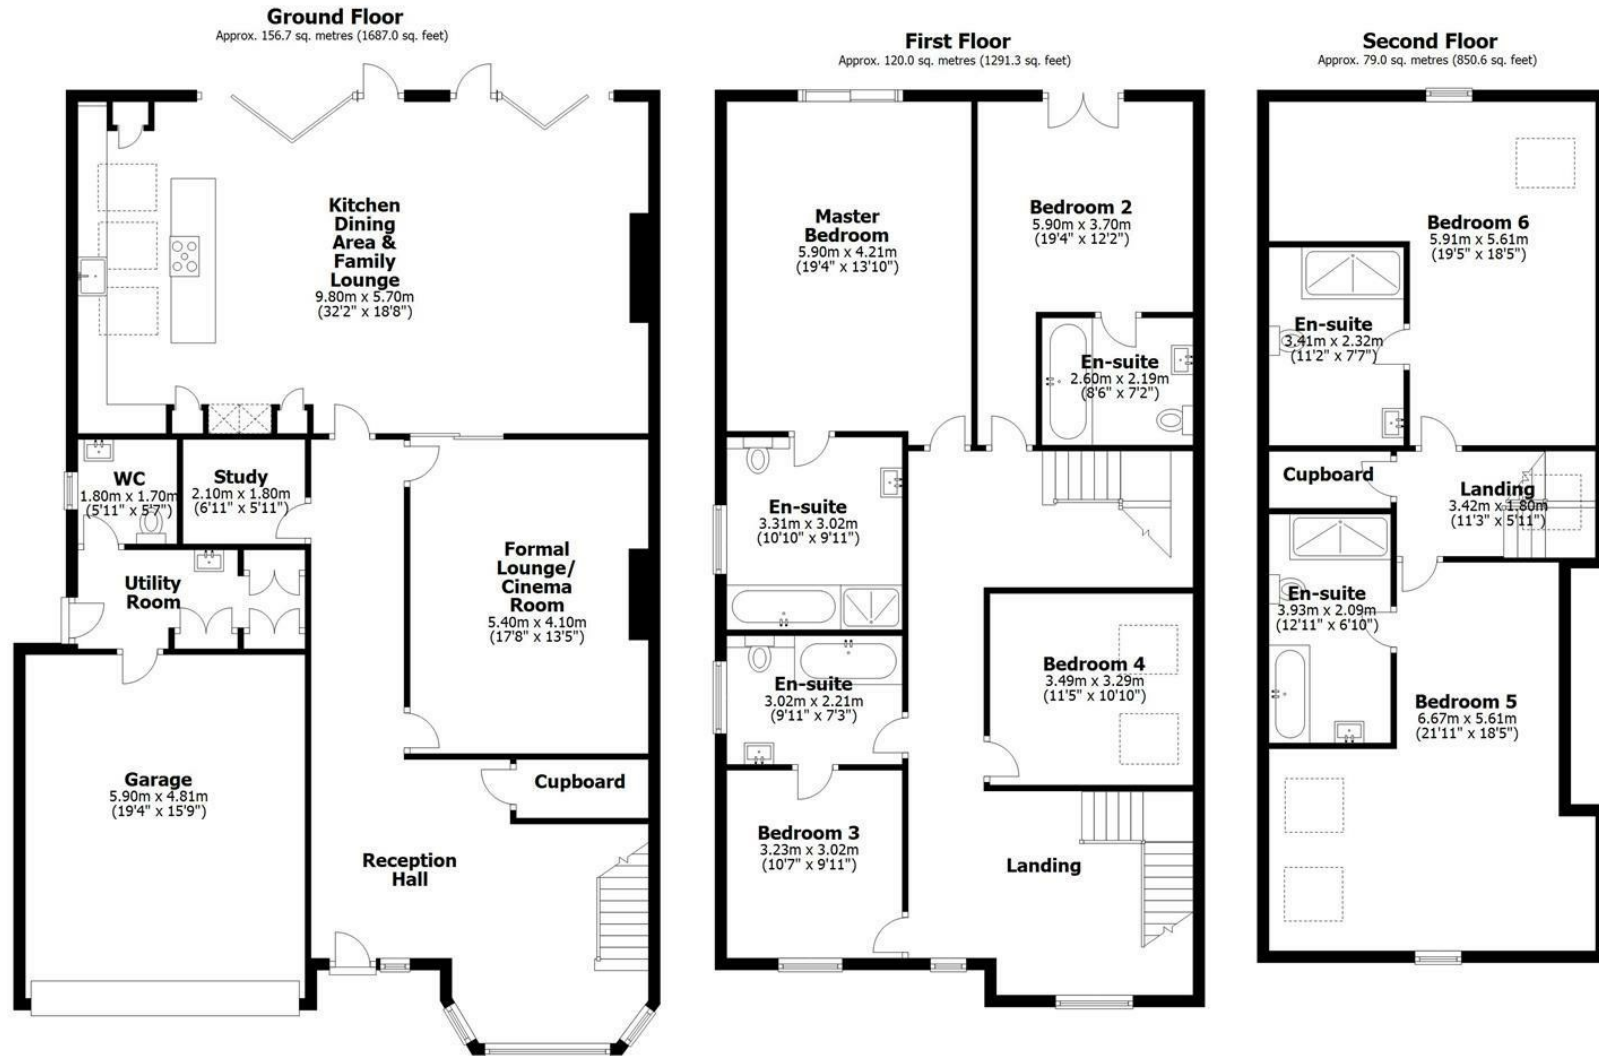 Ground Floor
Approx. 156.7 sq. metres (1687.0 sq. feet)
Kitchen
Dining
Area &
Family
Lounge
9.80m x 5.70m
(32'2" x 18'8")
WC
1.80m x 1.70m
(5'11" x 5'7")
Study
2.10m x 1.80m
(6'11" x 5'11")
Utility
Room
Formal
Lounge/
Cinema
Room
5.40m x 4.10m
(17'8" x 13'5")
Garage
5.90m x 4.81m
(19'4" x 15'9")
Cupboard
Reception
Hall
First Floor
Approx. 120.0 sq. metres (1291.3 sq. feet)
Master
Bedroom
5.90m x 4.21m
(19'4" x 13'10")
Bedroom 2
5.90m x 3.70m
(19'4" x 12'2")
En-suite
2.60m x 2.19m
(8'6" x 7'2")
En-suite
3.31m x 3.02m
(10'10" x 9'11")
En-suite
3.02m x 2.21m
(9'11" x 7'3")
Bedroom 4
3.49m x 3.29m
(11'5" x 10'10")
Bedroom 3
3.23m x 3.02m
(10'7" x 9'11")
Landing
Second Floor
Approx. 79.0 sq. metres (850.6 sq. feet)
Bedroom 6
5.91m x 5.61m
(19'5" x 18'5")
En-suite
3.41m x 2.32m
(11'2" x 7'7")
Cupboard
Landing
3.42m x 1.80m
(11'3" x 5'11")
En-suite
3.93m x 2.09m
(12'11" x 6'10")
Bedroom 5
6.67m x 5.61m
(21'11" x 18'5")